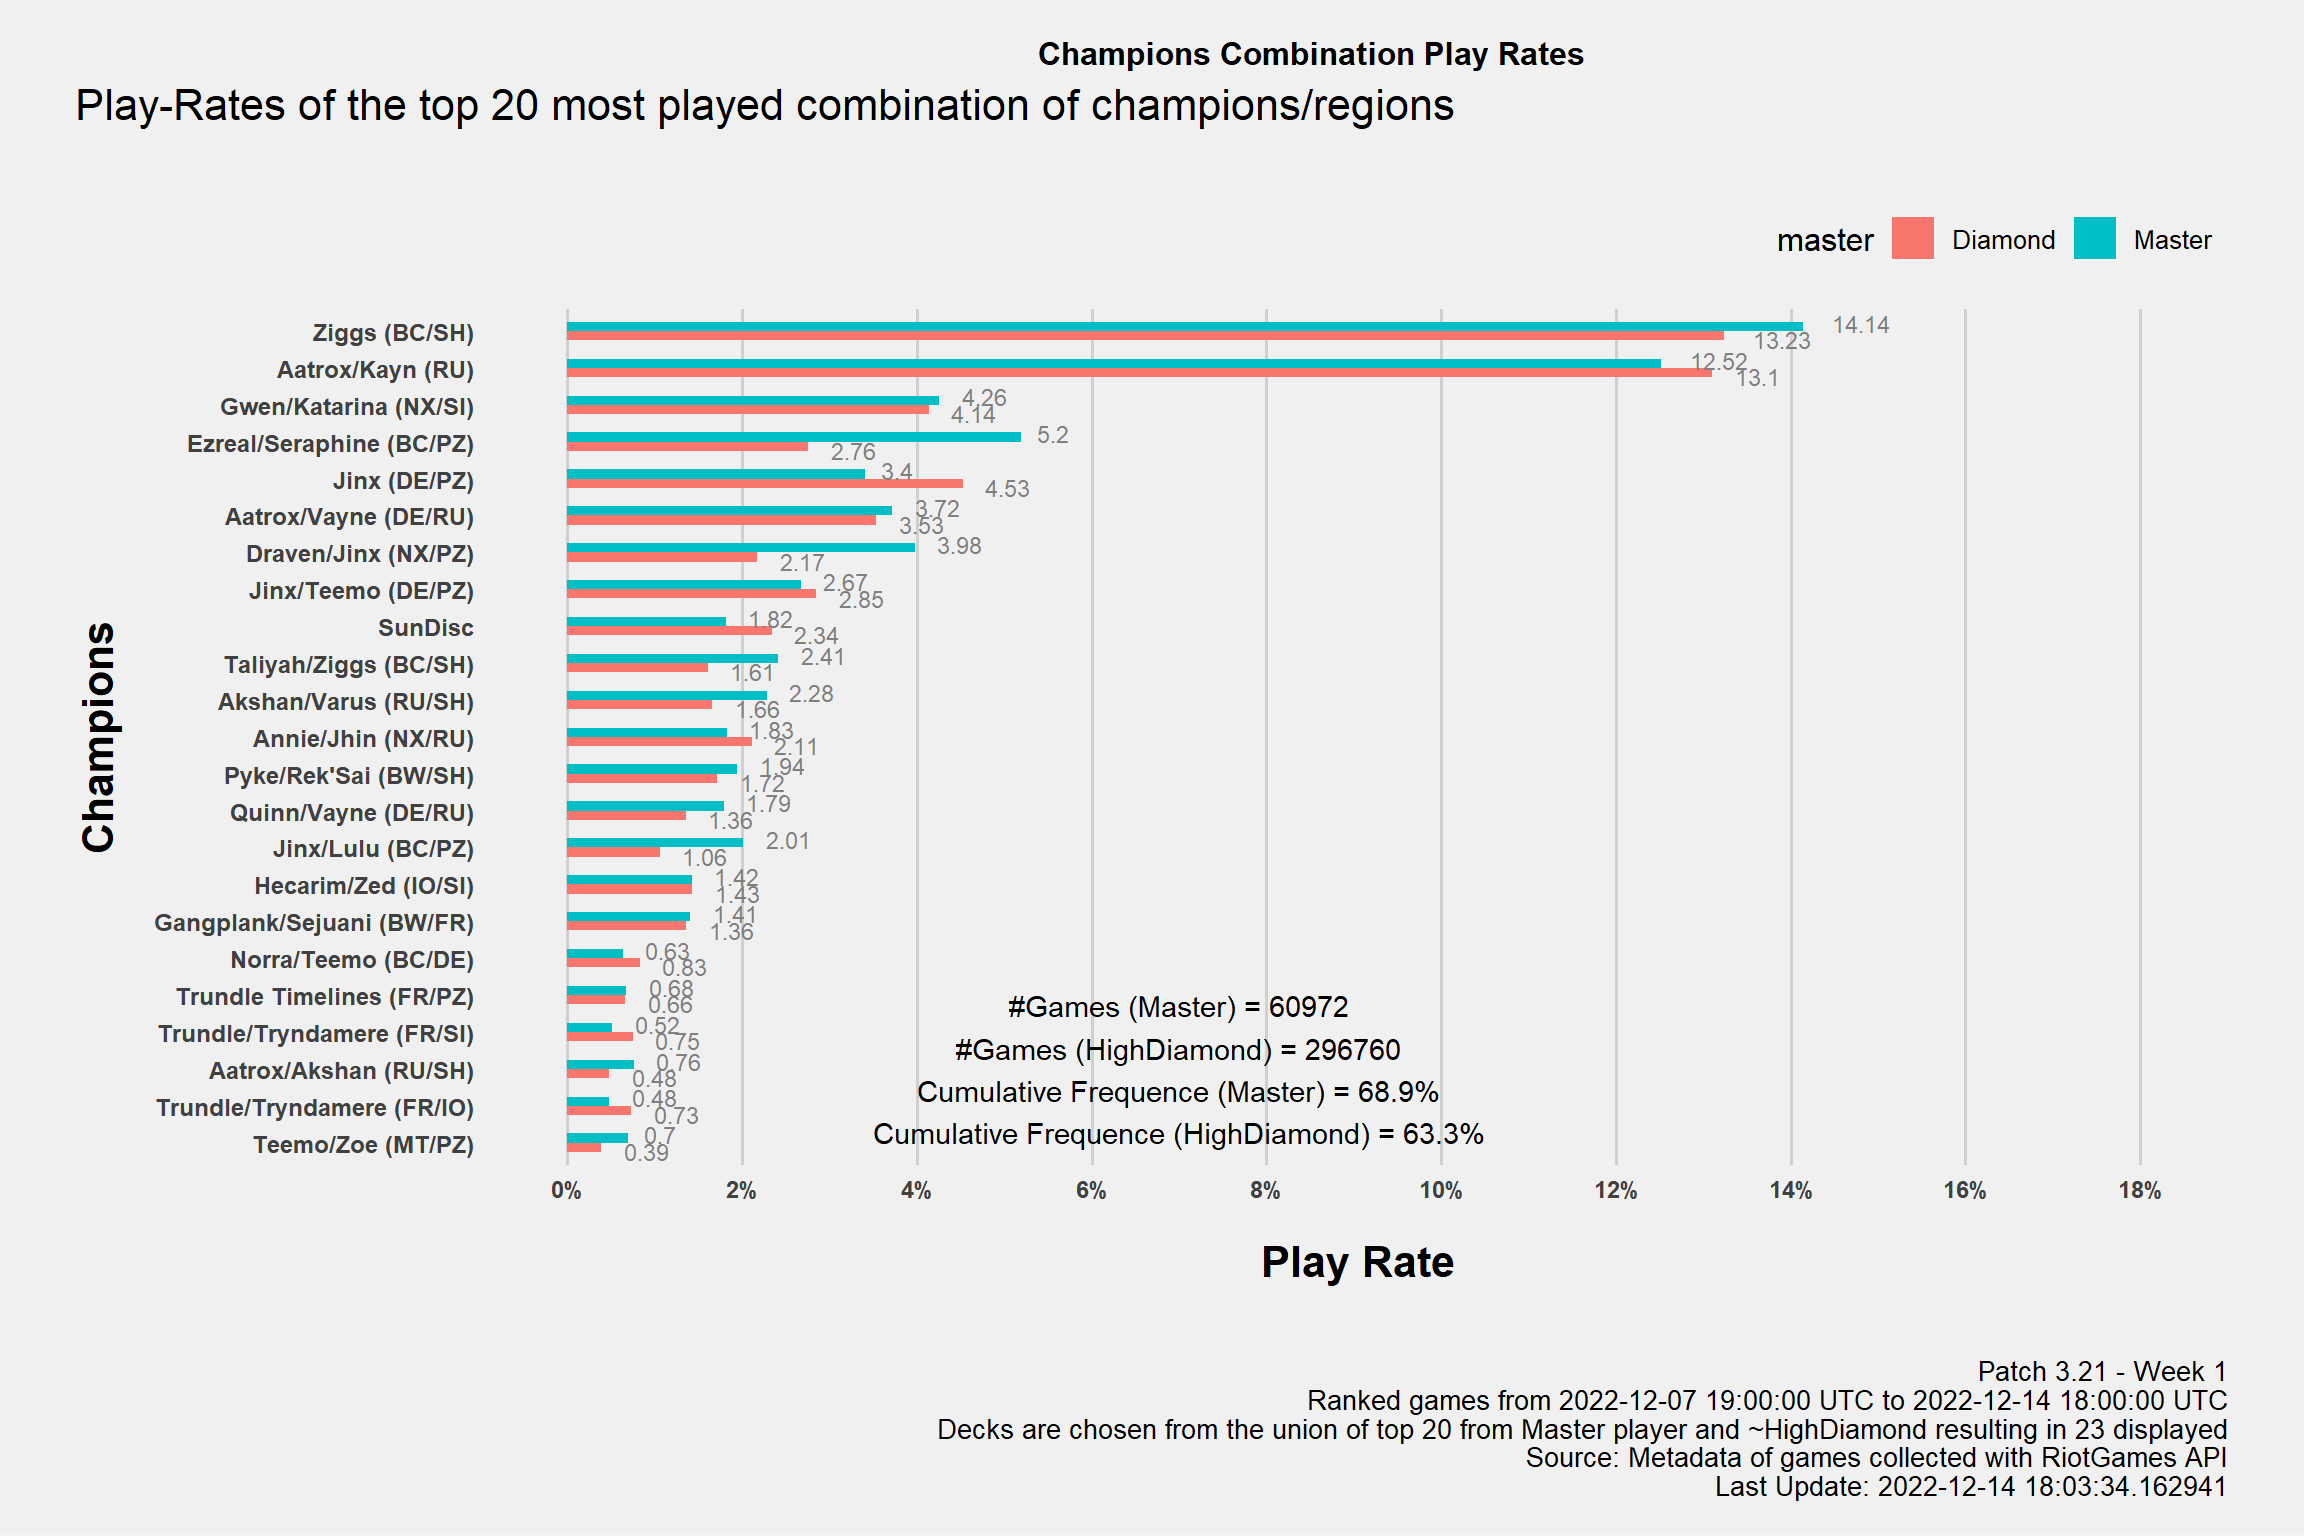 Champions Combination Play Rates
Play-Rates of the top 20 most played combination of champions/regions
master Diamond Master
Champions
Ziggs (BC/SH) 14.14 13.23
Aatrox/Kayn (RU) 12.52 13.1
Gwen/Katarina (NX/SI) 4.26 4.14
Ezreal/Seraphine (BC/PZ) 5.2 2.76
Jinx (DE/PZ) 3.4 4.53
Aatrox/Vayne (DE/RU) 3.72 3.53
Draven/Jinx (NX/PZ) 3.98 2.17
Jinx/Teemo (DE/PZ) 2.67 2.85
SunDisc 1.82 2.34
Taliyah/Ziggs (BC/SH) 2.41 1.61
Akshan/Varus (RU/SH) 2.28 1.66
Annie/Jhin (NX/RU) 1.83 2.11
Pyke/Rek'Sai (BW/SH) 1.94 1.72
Quinn/Vayne (DE/RU) 1.79 1.36
Jinx/Lulu (BC/PZ) 2.01 1.06
Hecarim/Zed (IO/SI) 1.42 1.43
Gangplank/Sejuani (BW/FR) 1.41 1.36
Norra/Teemo (BC/DE) 0.63 0.83
Trundle Timelines (FR/PZ) 0.68 0.66
Trundle/Tryndamere (FR/SI) 0.52 0.75
Aatrox/Akshan (RU/SH) 0.76 0.48
Trundle/Tryndamere (FR/IO) 0.48 0.73
Teemo/Zoe (MT/PZ) 0.7 0.39
#Games (Master) = 60972
#Games (HighDiamond) = 296760
Cumulative Frequence (Master) = 68.9%
Cumulative Frequence (HighDiamond) = 63.3%
0% 2% 4% 6% 8% 10% 12% 14% 16% 18%
Play Rate
Patch 3.21 - Week 1
Ranked games from 2022-12-07 19:00:00 UTC to 2022-12-14 18:00:00 UTC
Decks are chosen from the union of top 20 from Master player and ~HighDiamond resulting in 23 displayed
Source: Metadata of games collected with RiotGames API
Last Update: 2022-12-14 18:03:34.162941